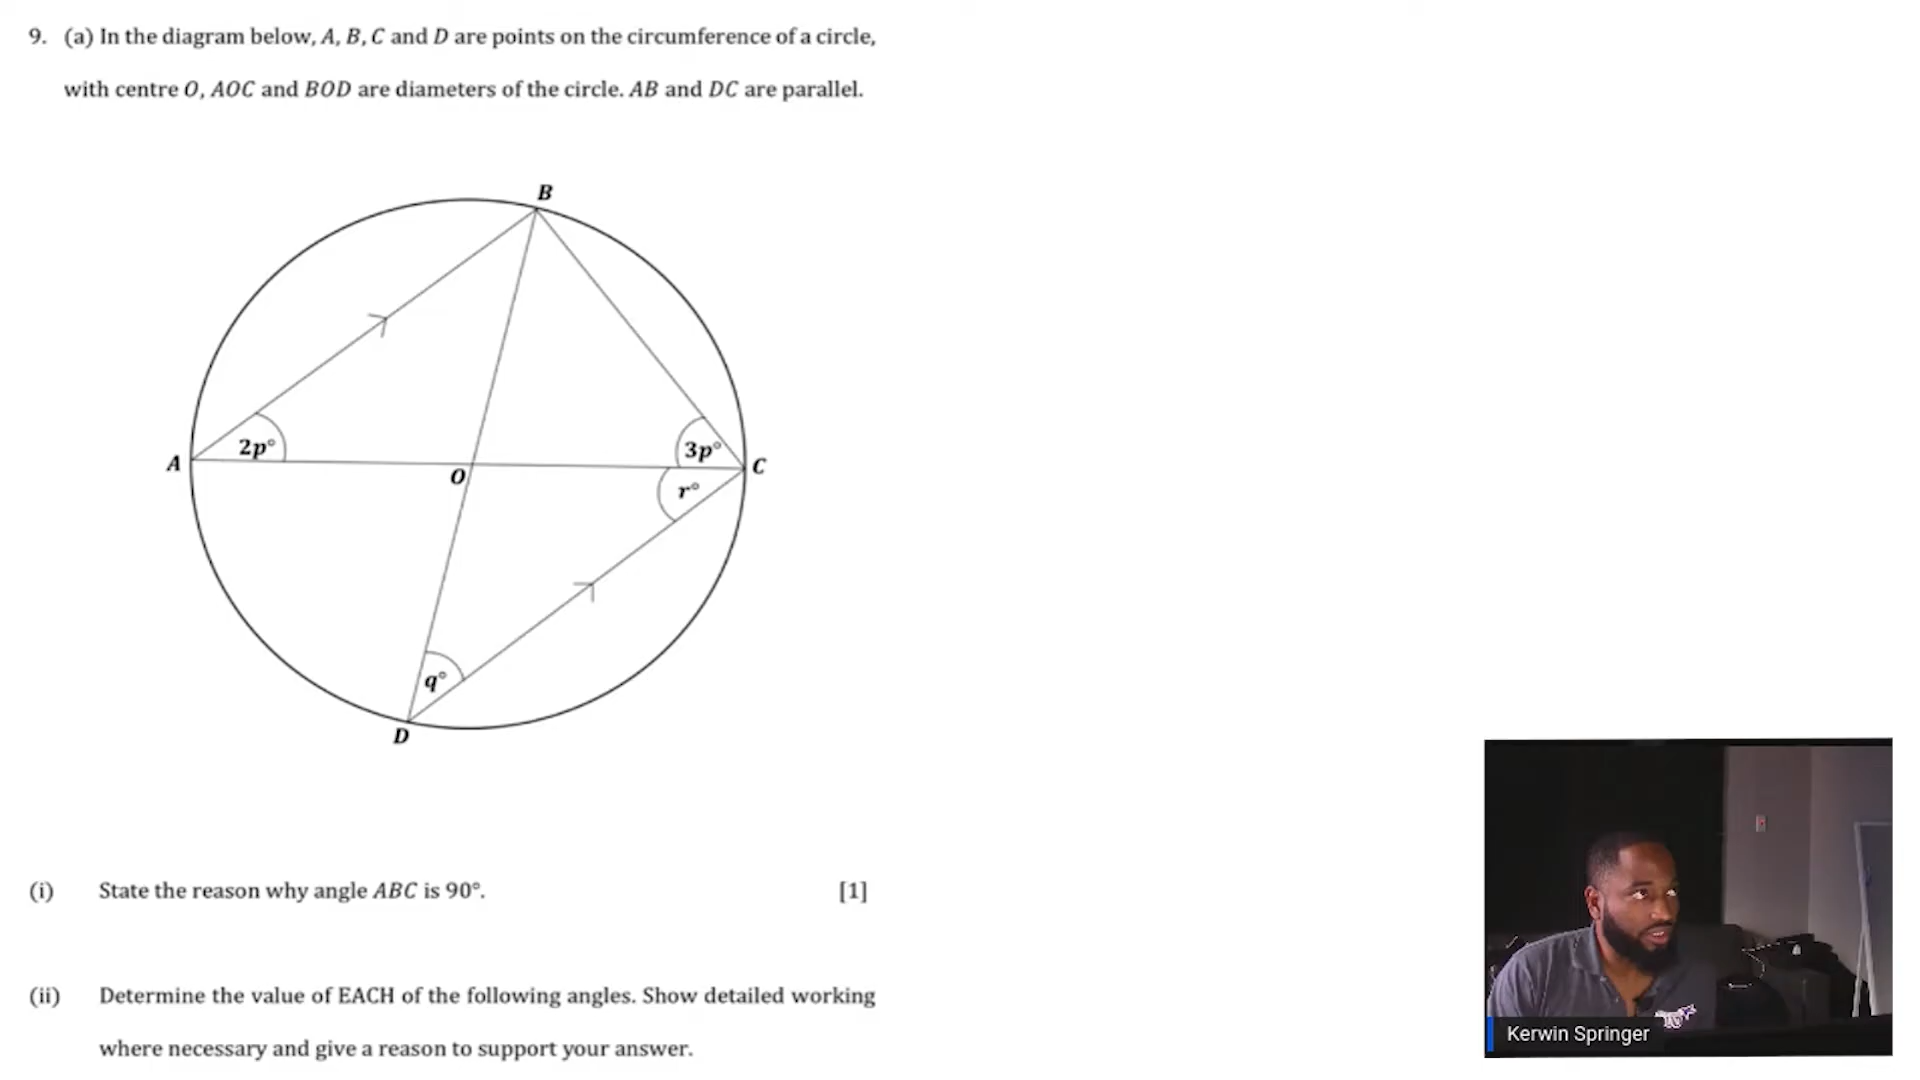 9. (a) In the diagram below, A, B, C and D are points on the circumference of a circle,
with centre O, AOC and BOD are diameters of the circle. AB and DC are parallel.
B
A
2p°
3p°
C
O
r°
q°
D
(i) State the reason why angle ABC is 90°. [1]
(ii) Determine the value of EACH of the following angles. Show detailed working
where necessary and give a reason to support your answer.
Kerwin Springer